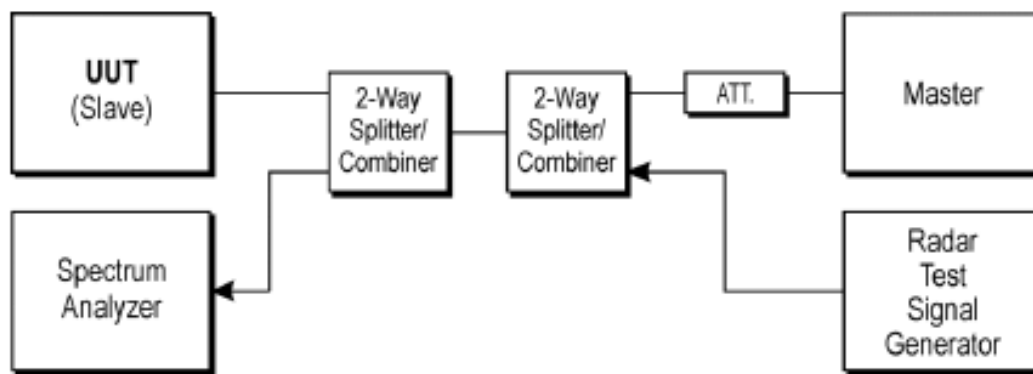 UUT
(Slave)
2-Way
Splitter/
Combiner
2-Way
Splitter/
Combiner
ATT.
Master
Spectrum
Analyzer
Radar
Test
Signal
Generator